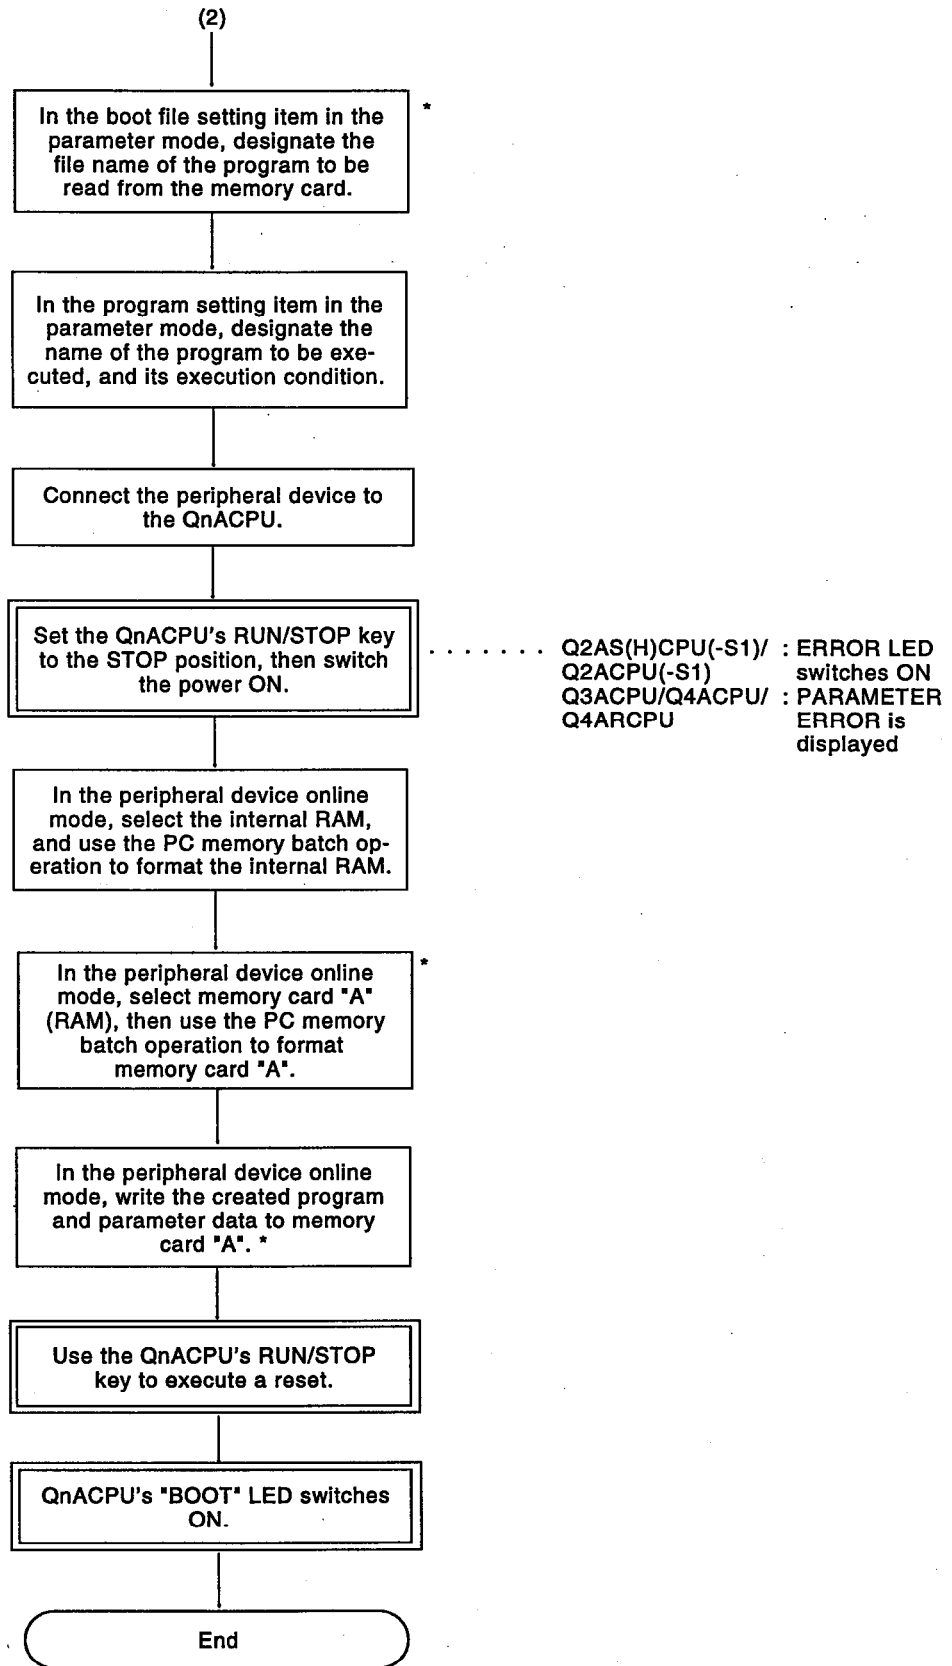 (2)
In the boot file setting item in the
parameter mode, designate the
file name of the program to be
read from the memory card.
*
In the program setting item in the
parameter mode, designate the
name of the program to be exe-
cuted, and its execution condition.
Connect the peripheral device to
the QnACPU.
Set the QnACPU's RUN/STOP key
to the STOP position, then switch
the power ON.
. . . . . . . Q2AS(H)CPU(-S1)/ : ERROR LED
Q2ACPU(-S1) switches ON
Q3ACPU/Q4ACPU/ : PARAMETER
Q4ARCPU ERROR is
displayed
In the peripheral device online
mode, select the internal RAM,
and use the PC memory batch op-
eration to format the internal RAM.
In the peripheral device online
mode, select memory card "A"
(RAM), then use the PC memory
batch operation to format
memory card "A".
*
In the peripheral device online
mode, write the created program
and parameter data to memory
card "A". *
Use the QnACPU's RUN/STOP
key to execute a reset.
QnACPU's "BOOT" LED switches
ON.
End